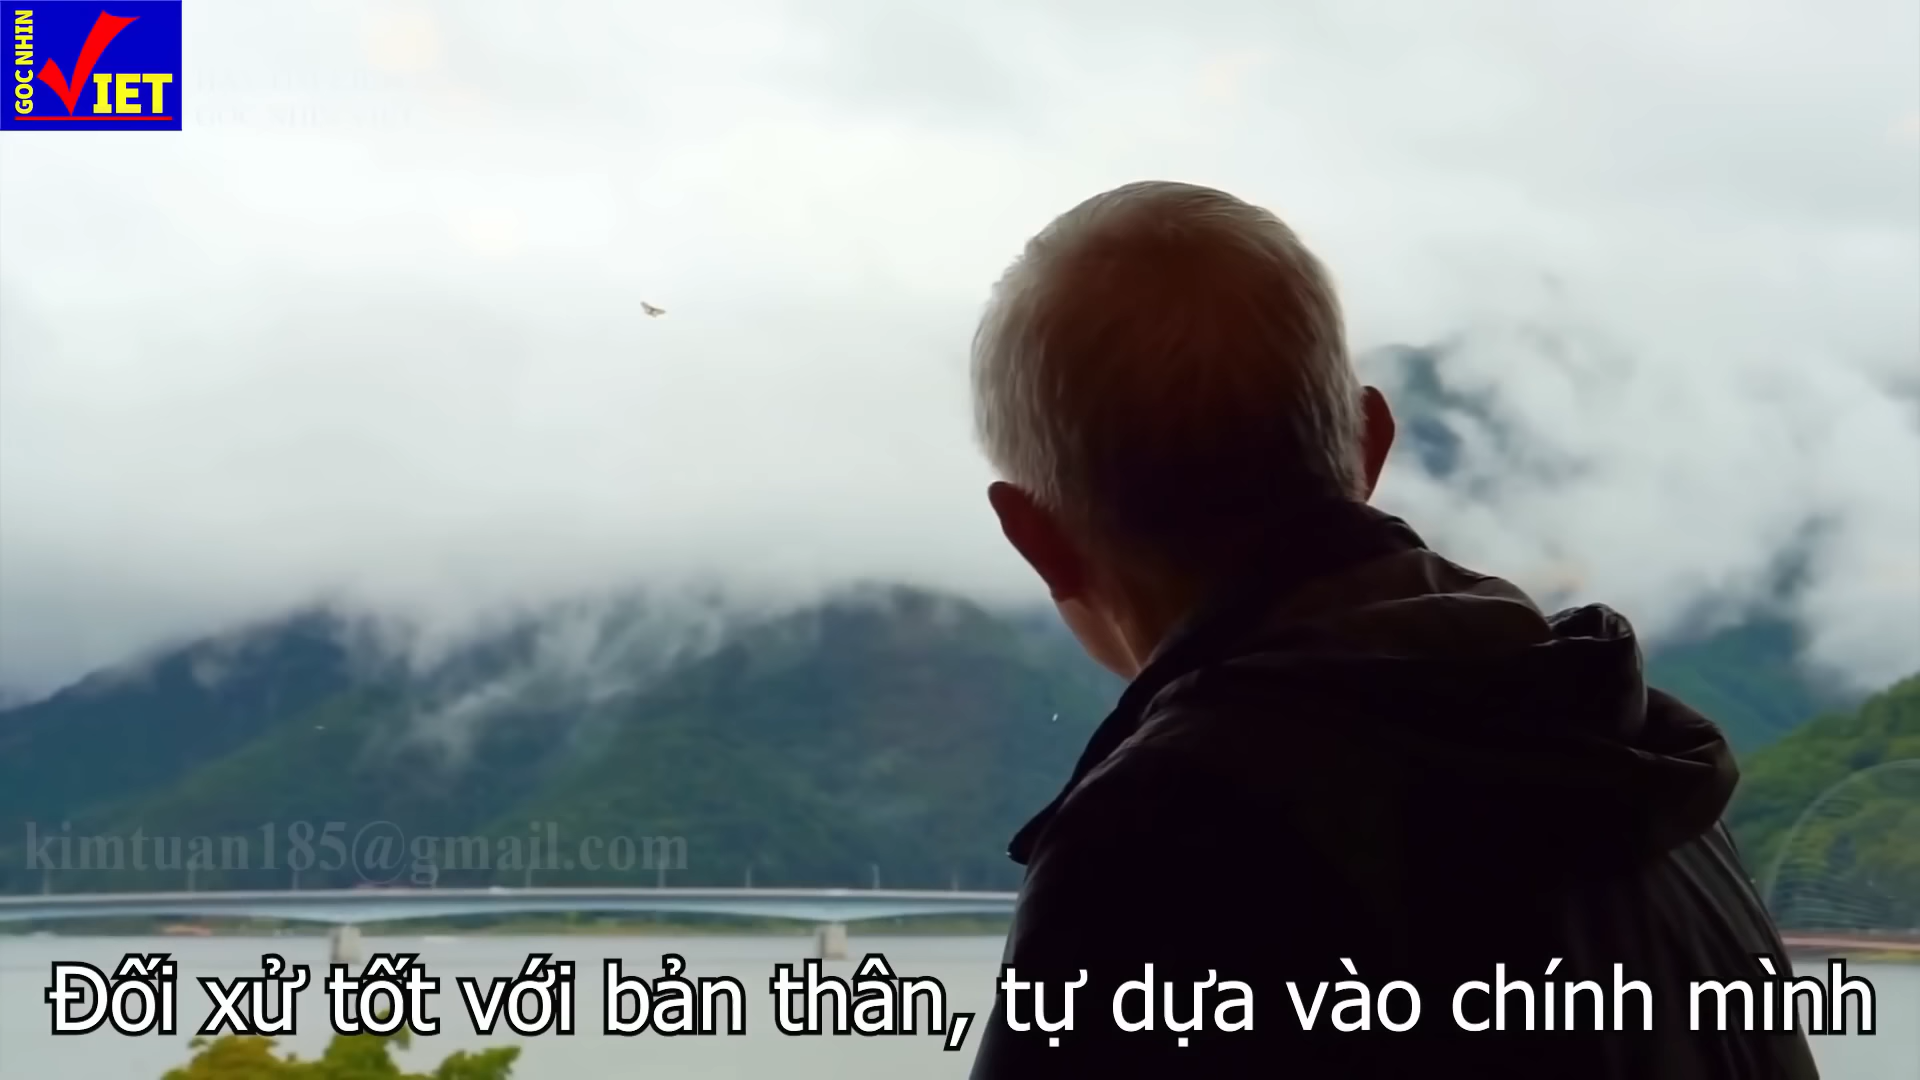 GOC NHIN
VIET
kimtuan185@gmail.com
Đối xử tốt với bản thân, tự dựa vào chính mình